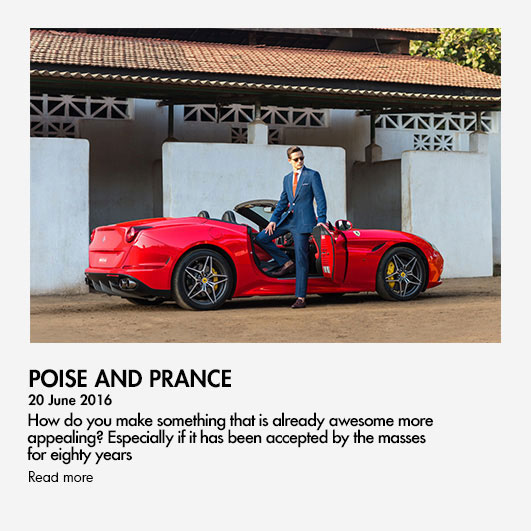 POISE AND PRANCE
20 June 2016
How do you make something that is already awesome more
appealing? Especially if it has been accepted by the masses
for eighty years
Read more